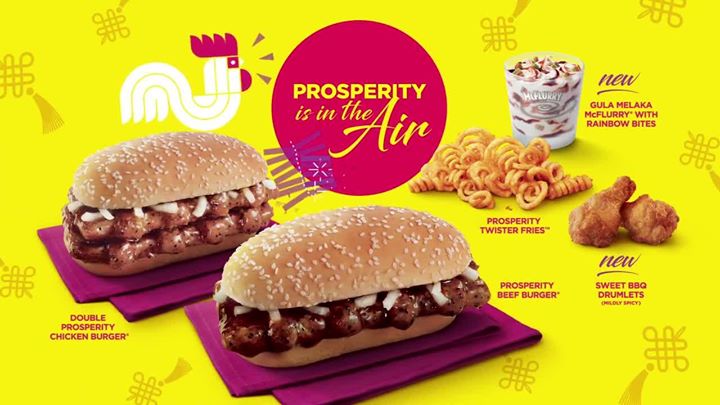 PROSPERITY
is in the
Air
new
GULA MELAKA
McFLURRY® WITH
RAINBOW BITES
McFLURRY
PROSPERITY
TWISTER FRIES™
new
SWEET BBQ
DRUMLETS
(MILDLY SPICY)
PROSPERITY
BEEF BURGER®
DOUBLE
PROSPERITY
CHICKEN BURGER®